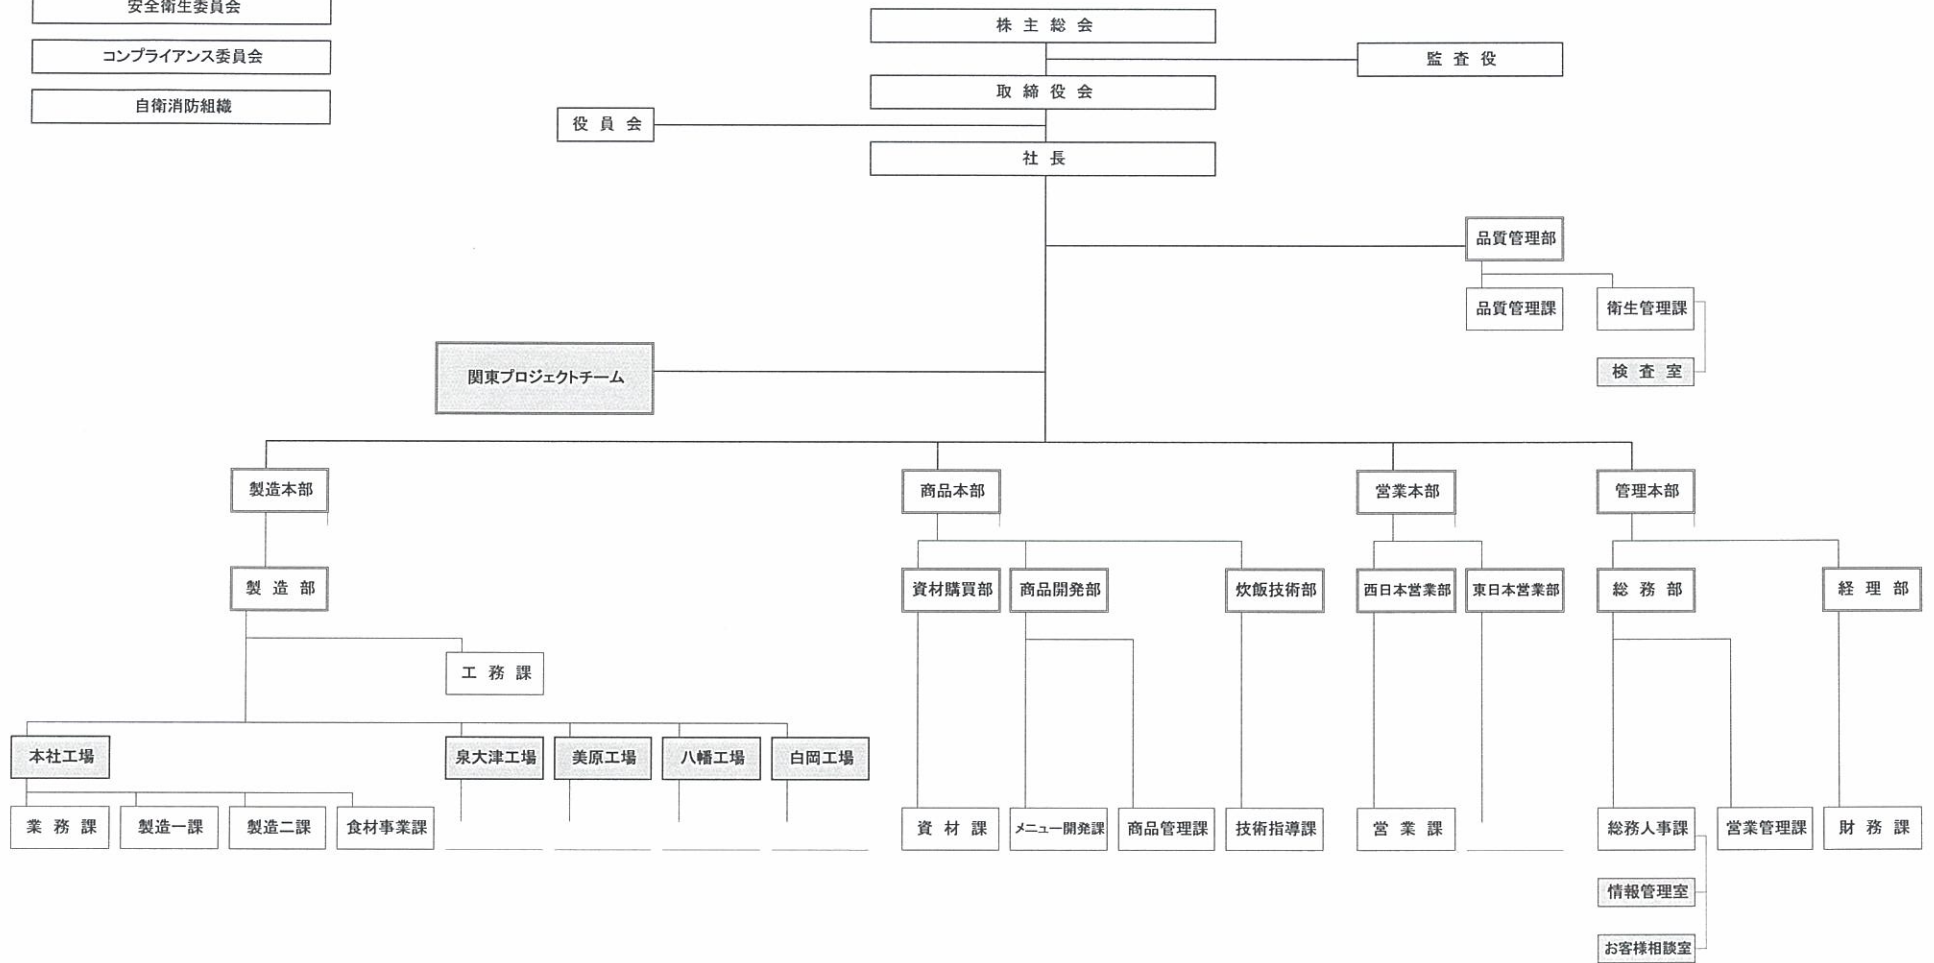 安全衛生委員会
コンプライアンス委員会
自衛消防組織
株主総会
監査役
取締役会
役員会
社長
品質管理部
品質管理課
衛生管理課
検査室
関東プロジェクトチーム
製造本部
商品本部
営業本部
管理本部
製造部
資材購買部
商品開発部
炊飯技術部
西日本営業部
東日本営業部
総務部
経理部
工務課
本社工場
泉大津工場
美原工場
八幡工場
白岡工場
業務課
製造一課
製造二課
食材事業課
資材課
メニュー開発課
商品管理課
技術指導課
営業課
総務人事課
営業管理課
財務課
情報管理室
お客様相談室